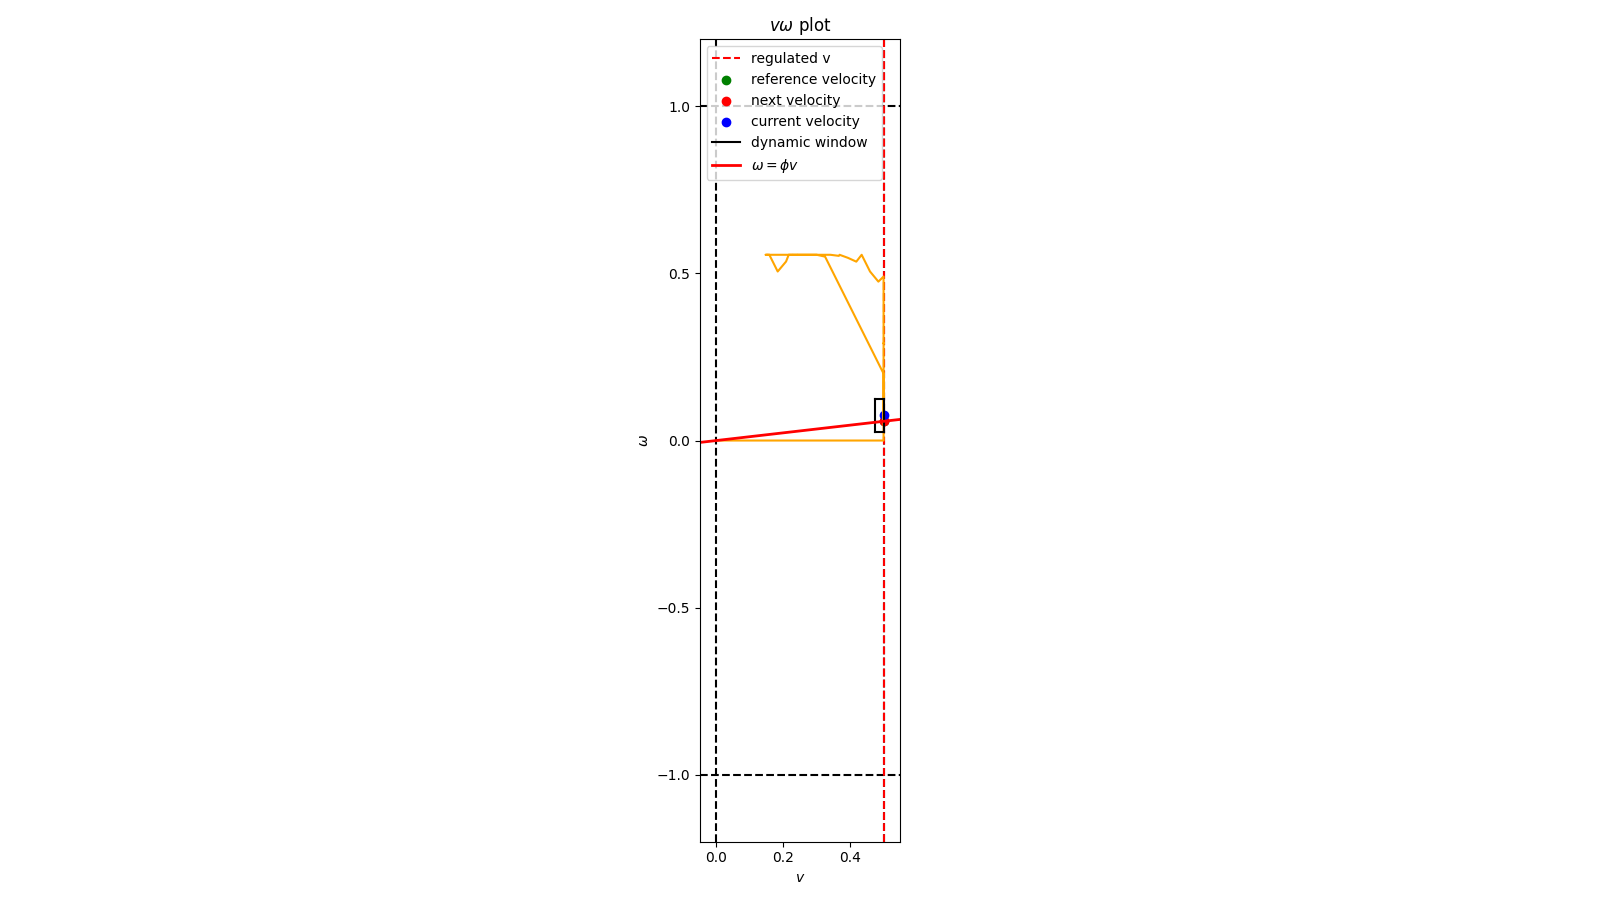 vω plot
regulated v
reference velocity
next velocity
current velocity
dynamic window
ω = ϕv
1.0
0.5
0.0
−0.5
−1.0
ω
0.0 0.2 0.4
v